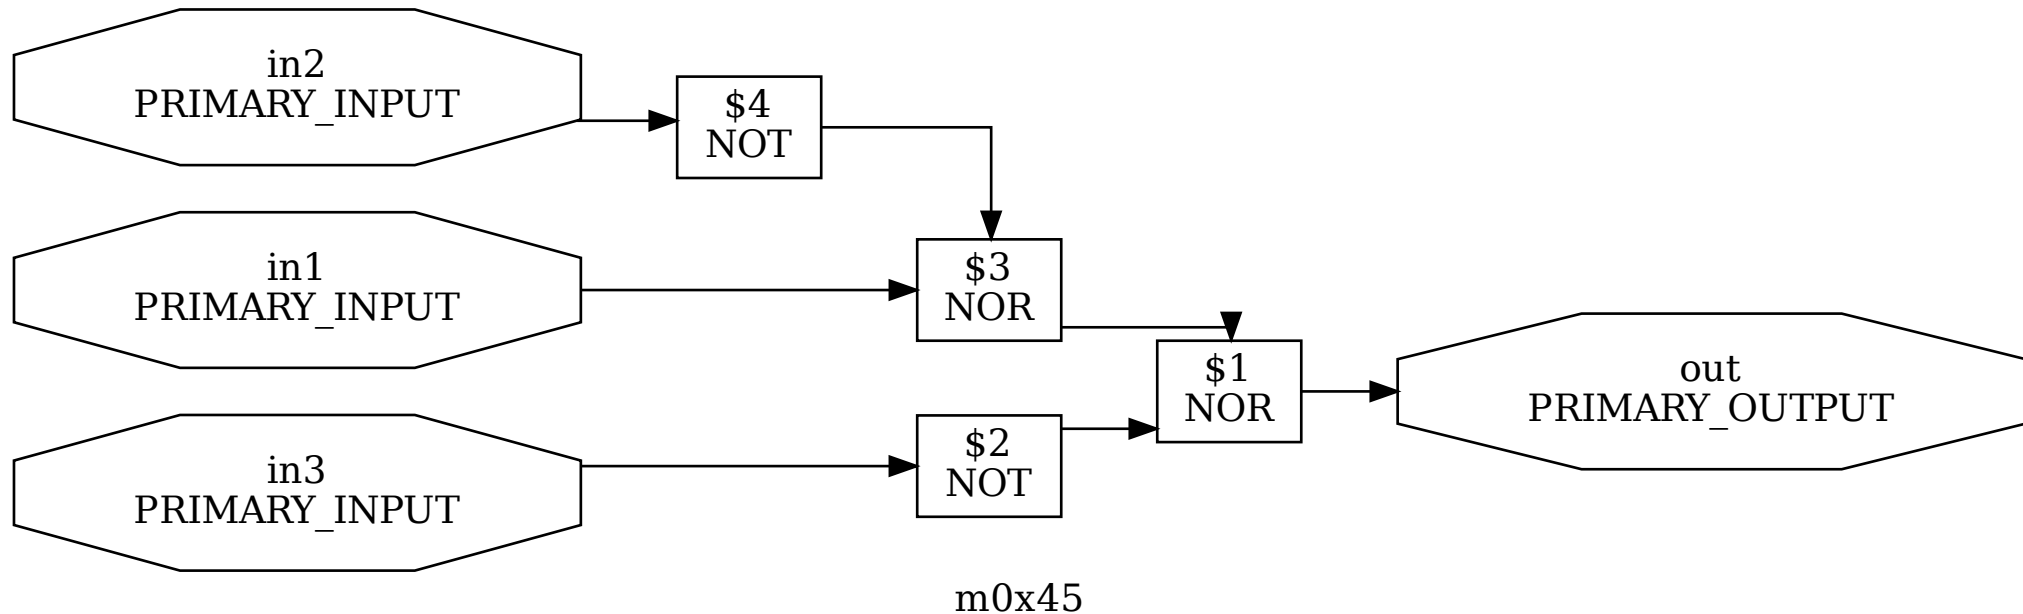 in2
PRIMARY_INPUT
$4
NOT
in1
PRIMARY_INPUT
$3
NOR
$1
NOR
out
PRIMARY_OUTPUT
in3
PRIMARY_INPUT
$2
NOT
m0x45